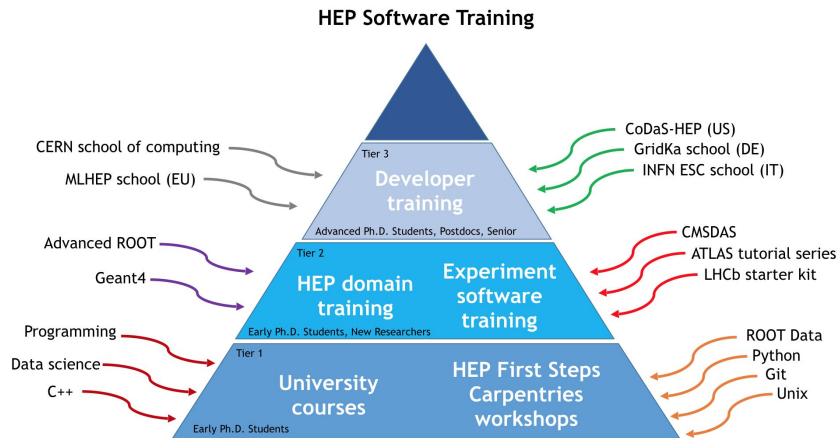 HEP Software Training
CERN school of computing
MLHEP school (EU)
Tier 3
Developer
training
Advanced Ph.D. Students, Postdocs, Senior
CoDaS-HEP (US)
GridKa school (DE)
INFN ESC school (IT)
Advanced ROOT
Geant4
Tier 2
HEP domain
training
Experiment
software
training
Early Ph.D. Students, New Researchers
CMSDAS
ATLAS tutorial series
LHCb starter kit
Programming
Data science
C++
Tier 1
University
courses
HEP First Steps
Carpentries
workshops
Early Ph.D. Students
ROOT Data
Python
Git
Unix